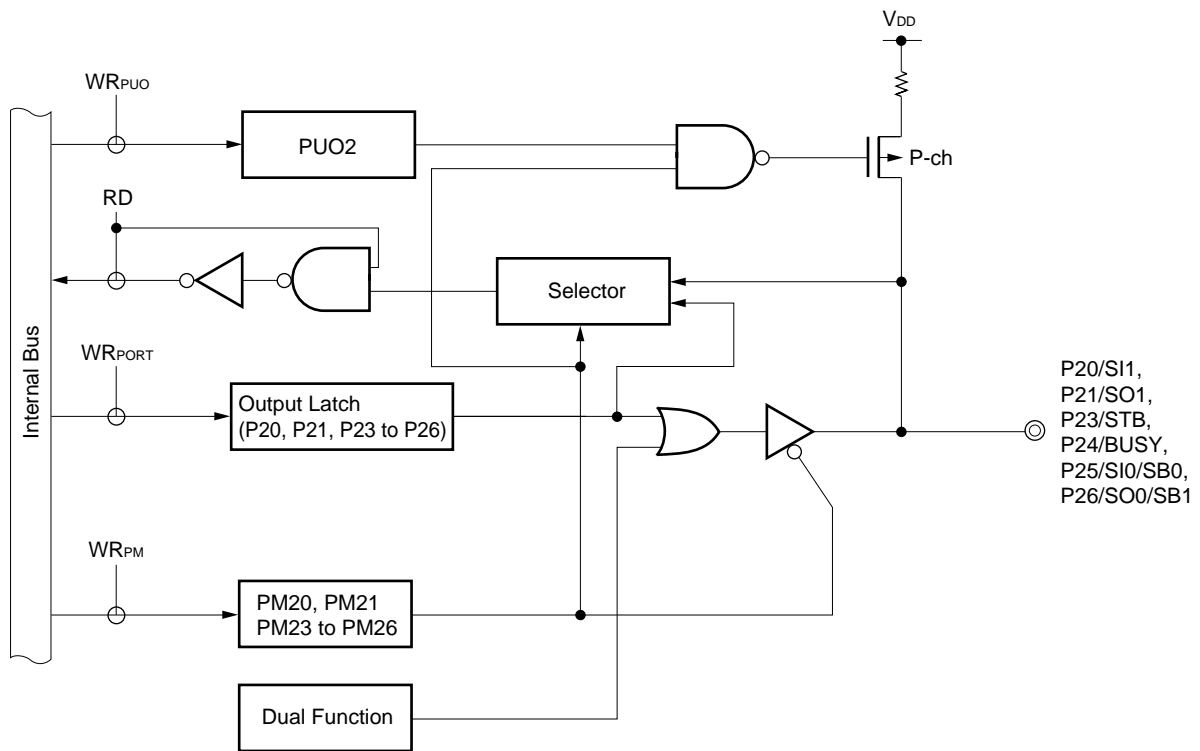 VDD
WRPUO
PUO2
P-ch
RD
Selector
Internal Bus
WRPORT
Output Latch
(P20, P21, P23 to P26)
P20/SI1,
P21/SO1,
P23/STB,
P24/BUSY,
P25/SI0/SB0,
P26/SO0/SB1
WRPM
PM20, PM21
PM23 to PM26
Dual Function